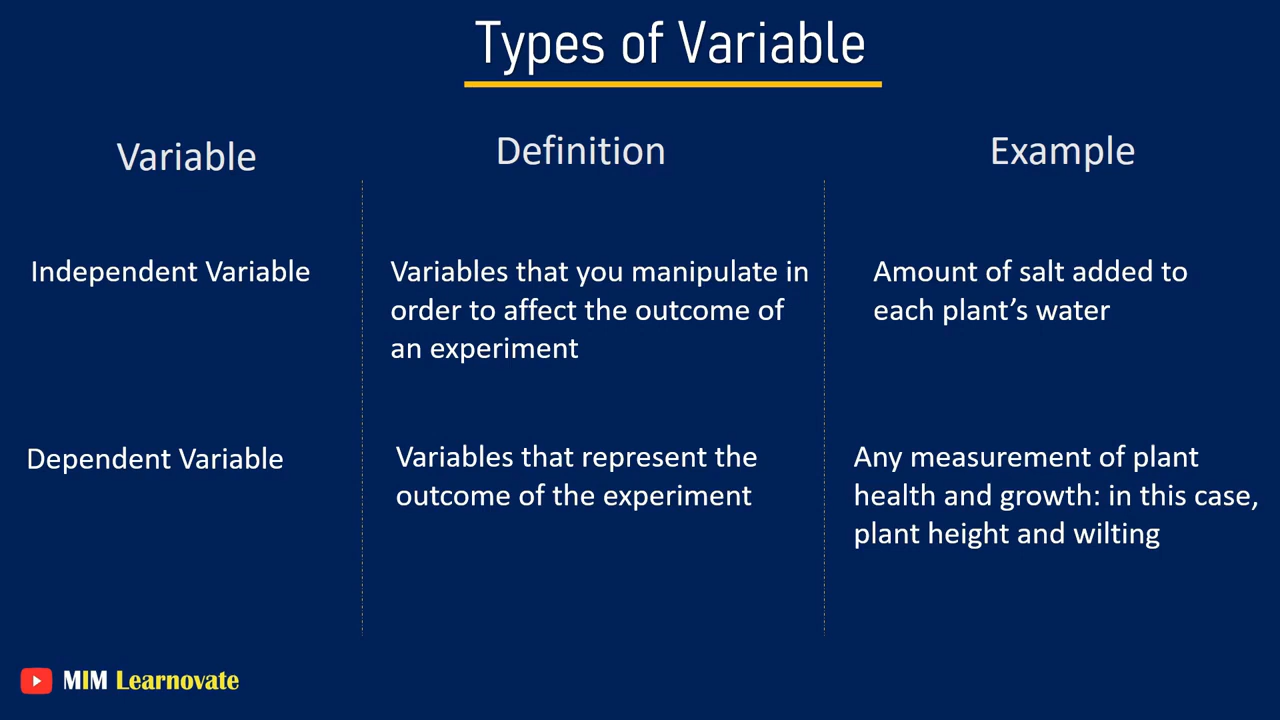 Types of Variable
Variable
Definition
Example
Independent Variable
Variables that you manipulate in
order to affect the outcome of
an experiment
Amount of salt added to
each plant’s water
Dependent Variable
Variables that represent the
outcome of the experiment
Any measurement of plant
health and growth: in this case,
plant height and wilting
MIM Learnovate